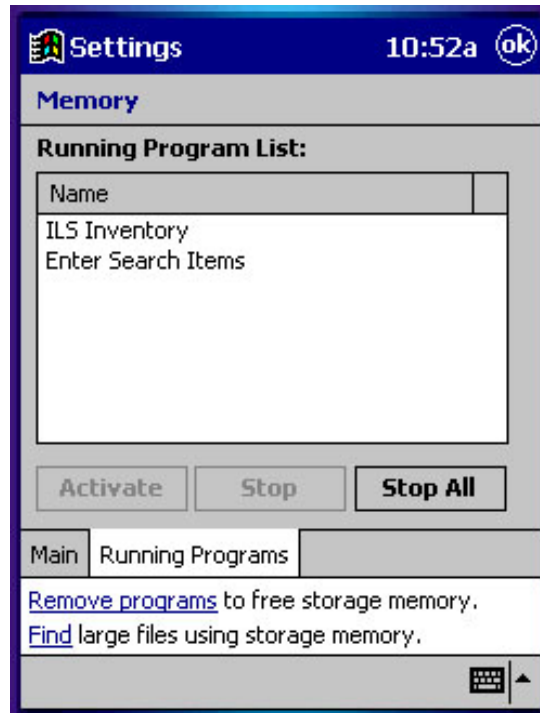 Settings 10:52a ok
Memory
Running Program List:
Name
ILS Inventory
Enter Search Items
Activate Stop Stop All
Main Running Programs
Remove programs to free storage memory.
Find large files using storage memory.